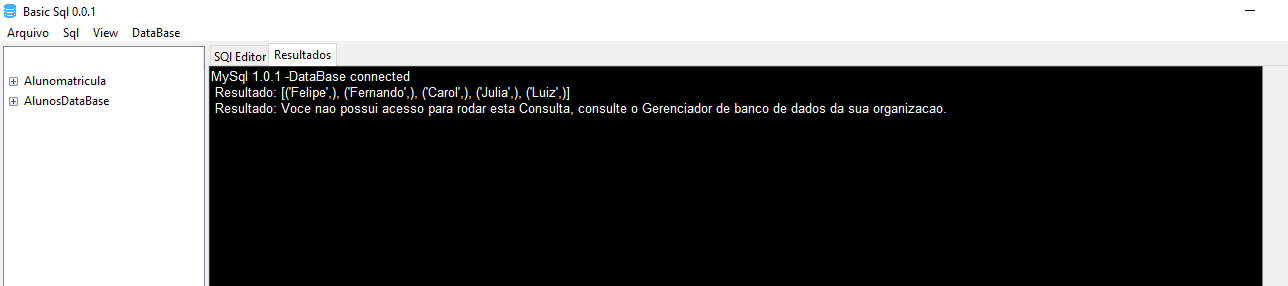 Basic Sql 0.0.1
Arquivo Sql View DataBase
SQl Editor Resultados
Alunomatricula
AlunosDataBase
MySql 1.0.1 -DataBase connected
Resultado: [('Felipe',), ('Fernando',), ('Carol',), ('Julia',), ('Luiz',)]
Resultado: Voce nao possui acesso para rodar esta Consulta, consulte o Gerenciador de banco de dados da sua organizacao.